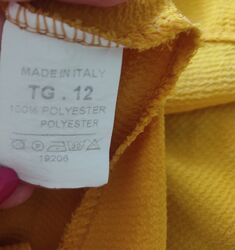 MADE IN ITALY
TG . 12
100% POLYESTER
POLYESTER
19206